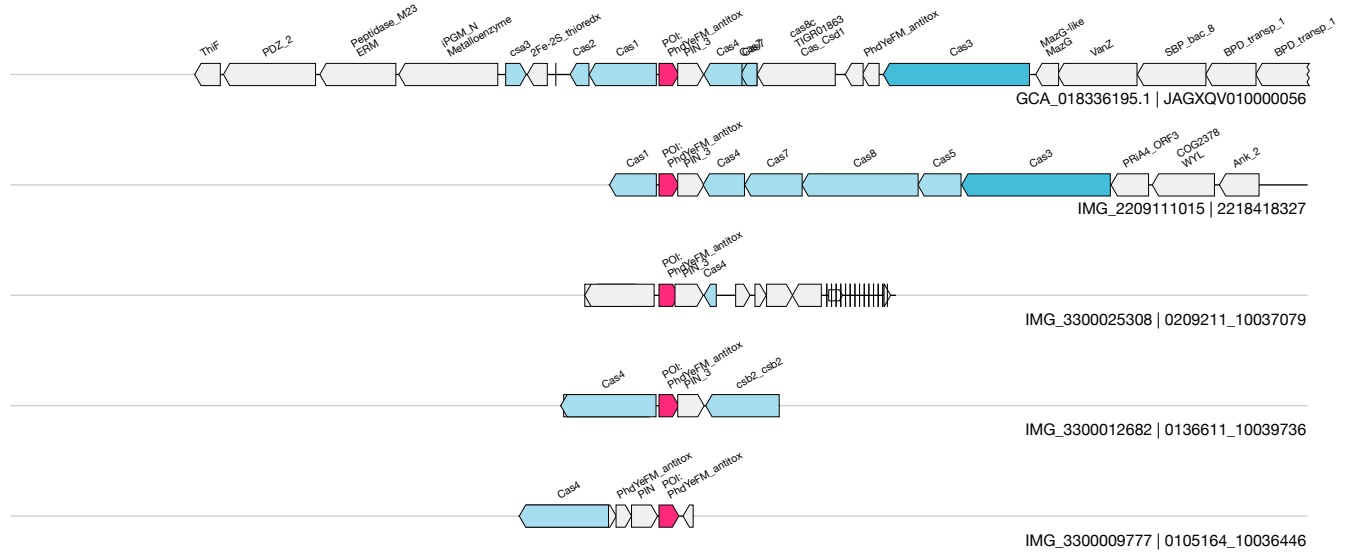 ThiF PDZ_2 Peptidase_M23 ERM iPGM_N Metalloenzyme csa3 2Fe-2S_thioredx Cas2 Cas1 POI: PhdYeFM_antitox PIN_3 Cas4 Cas7 cas8c TIGR01863 Cas_Csd1 PhdYeFM_antitox Cas3 MazG-like MazG VanZ SBP_bac_8 BPD_transp_1 BPD_transp_1
GCA_018336195.1 | JAGXQV010000056
Cas1 POI: PhdYeFM_antitox PIN_3 Cas4 Cas7 Cas8 Cas5 Cas3 PRiA4_ORF3 COG2378 WYL Ank_2
IMG_2209111015 | 2218418327
POI: PhdYeFM_antitox PIN_3 Cas4
IMG_3300025308 | 0209211_10037079
Cas4 POI: PhdYeFM_antitox PIN_3 csb2_csb2
IMG_3300012682 | 0136611_10039736
Cas4 PhdYeFM_antitox PIN POI: PhdYeFM_antitox
IMG_3300009777 | 0105164_10036446